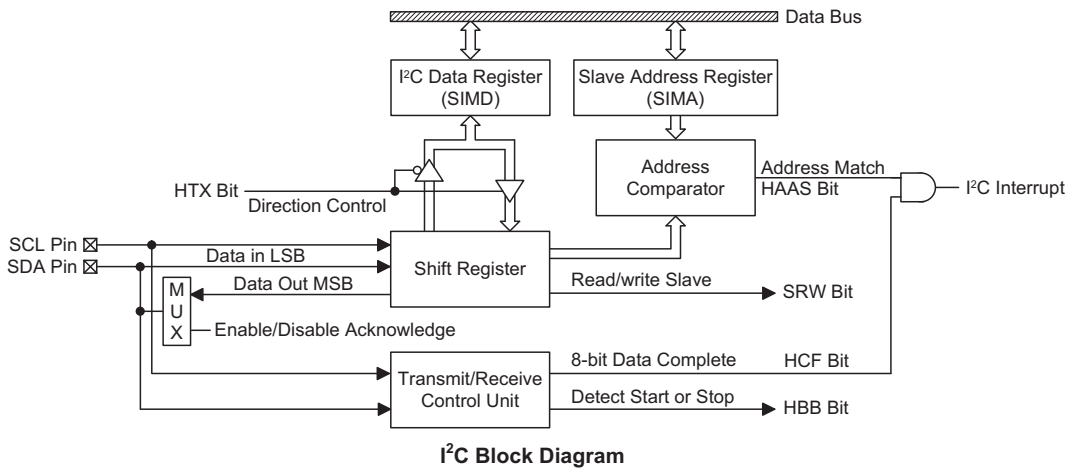 Data Bus
I²C Data Register
(SIMD)
Slave Address Register
(SIMA)
Address
Comparator
Address Match
HAAS Bit
I²C Interrupt
HTX Bit
Direction Control
SCL Pin
SDA Pin
Data in LSB
Shift Register
Data Out MSB
Read/write Slave
SRW Bit
M
U
X
Enable/Disable Acknowledge
Transmit/Receive
Control Unit
8-bit Data Complete
HCF Bit
Detect Start or Stop
HBB Bit
I²C Block Diagram